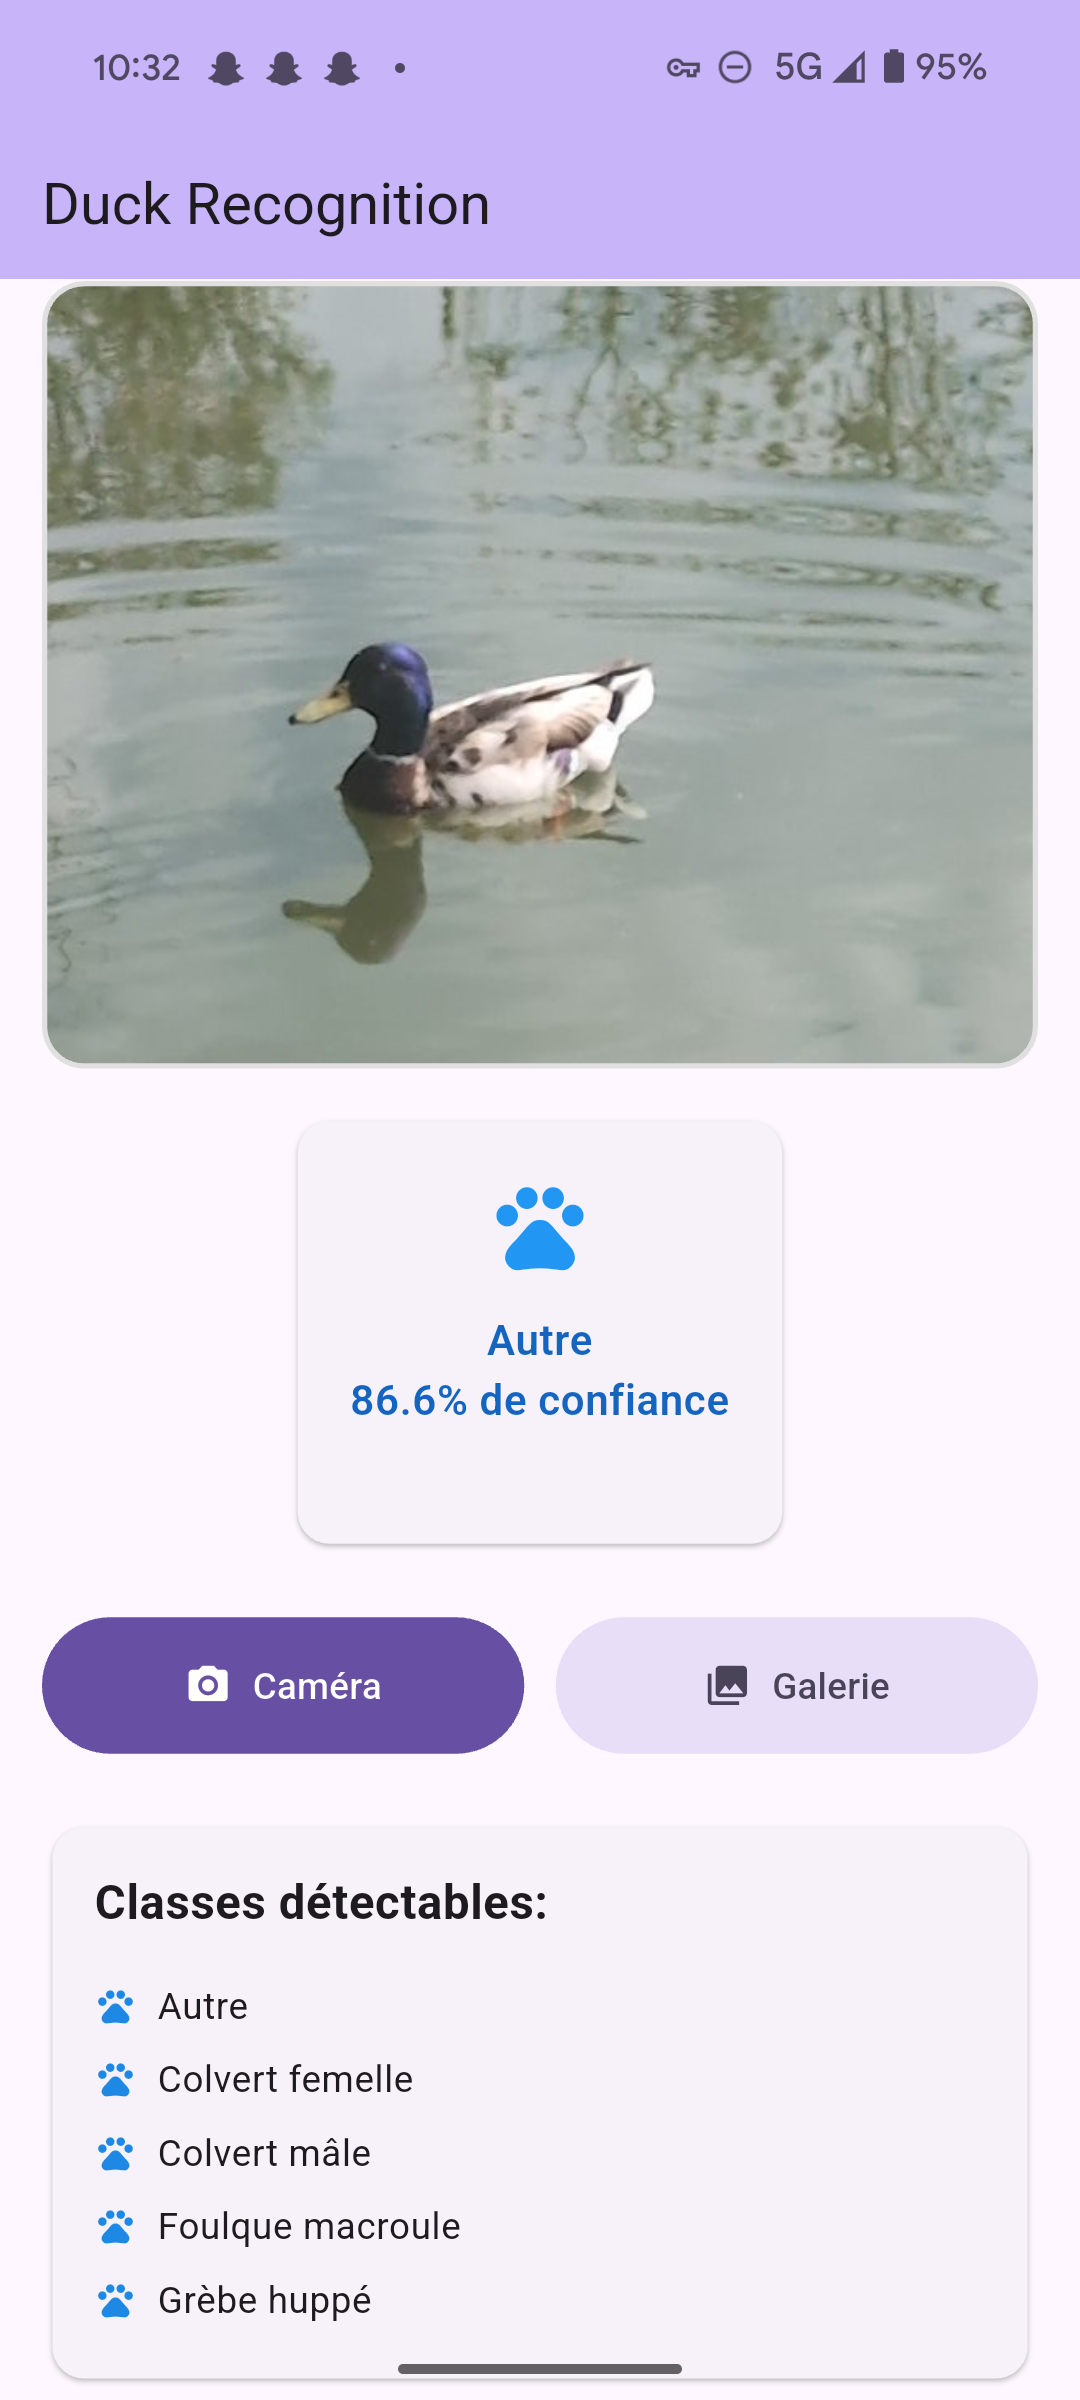 10:32 5G 95%
Duck Recognition
Autre
86.6% de confiance
Caméra Galerie
Classes détectables:
Autre
Colvert femelle
Colvert mâle
Foulque macroule
Grèbe huppé